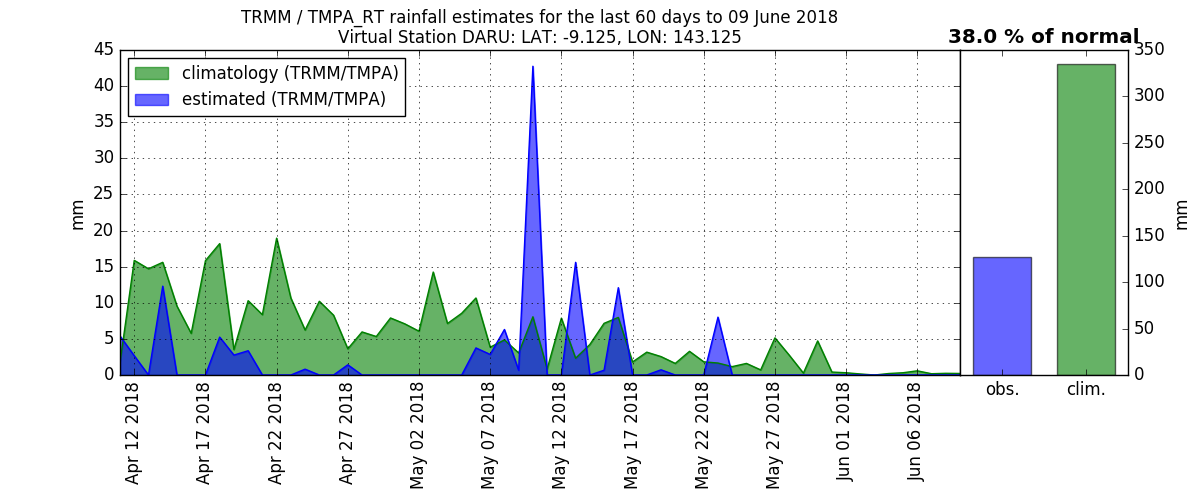 TRMM / TMPA_RT rainfall estimates for the last 60 days to 09 June 2018
Virtual Station DARU: LAT: -9.125, LON: 143.125
38.0 % of normal
climatology (TRMM/TMPA)
estimated (TRMM/TMPA)
mm
45
40
35
30
25
20
15
10
5
0
Apr 12 2018
Apr 17 2018
Apr 22 2018
Apr 27 2018
May 02 2018
May 07 2018
May 12 2018
May 17 2018
May 22 2018
May 27 2018
Jun 01 2018
Jun 06 2018
350
300
250
200
150
100
50
0
mm
obs.
clim.